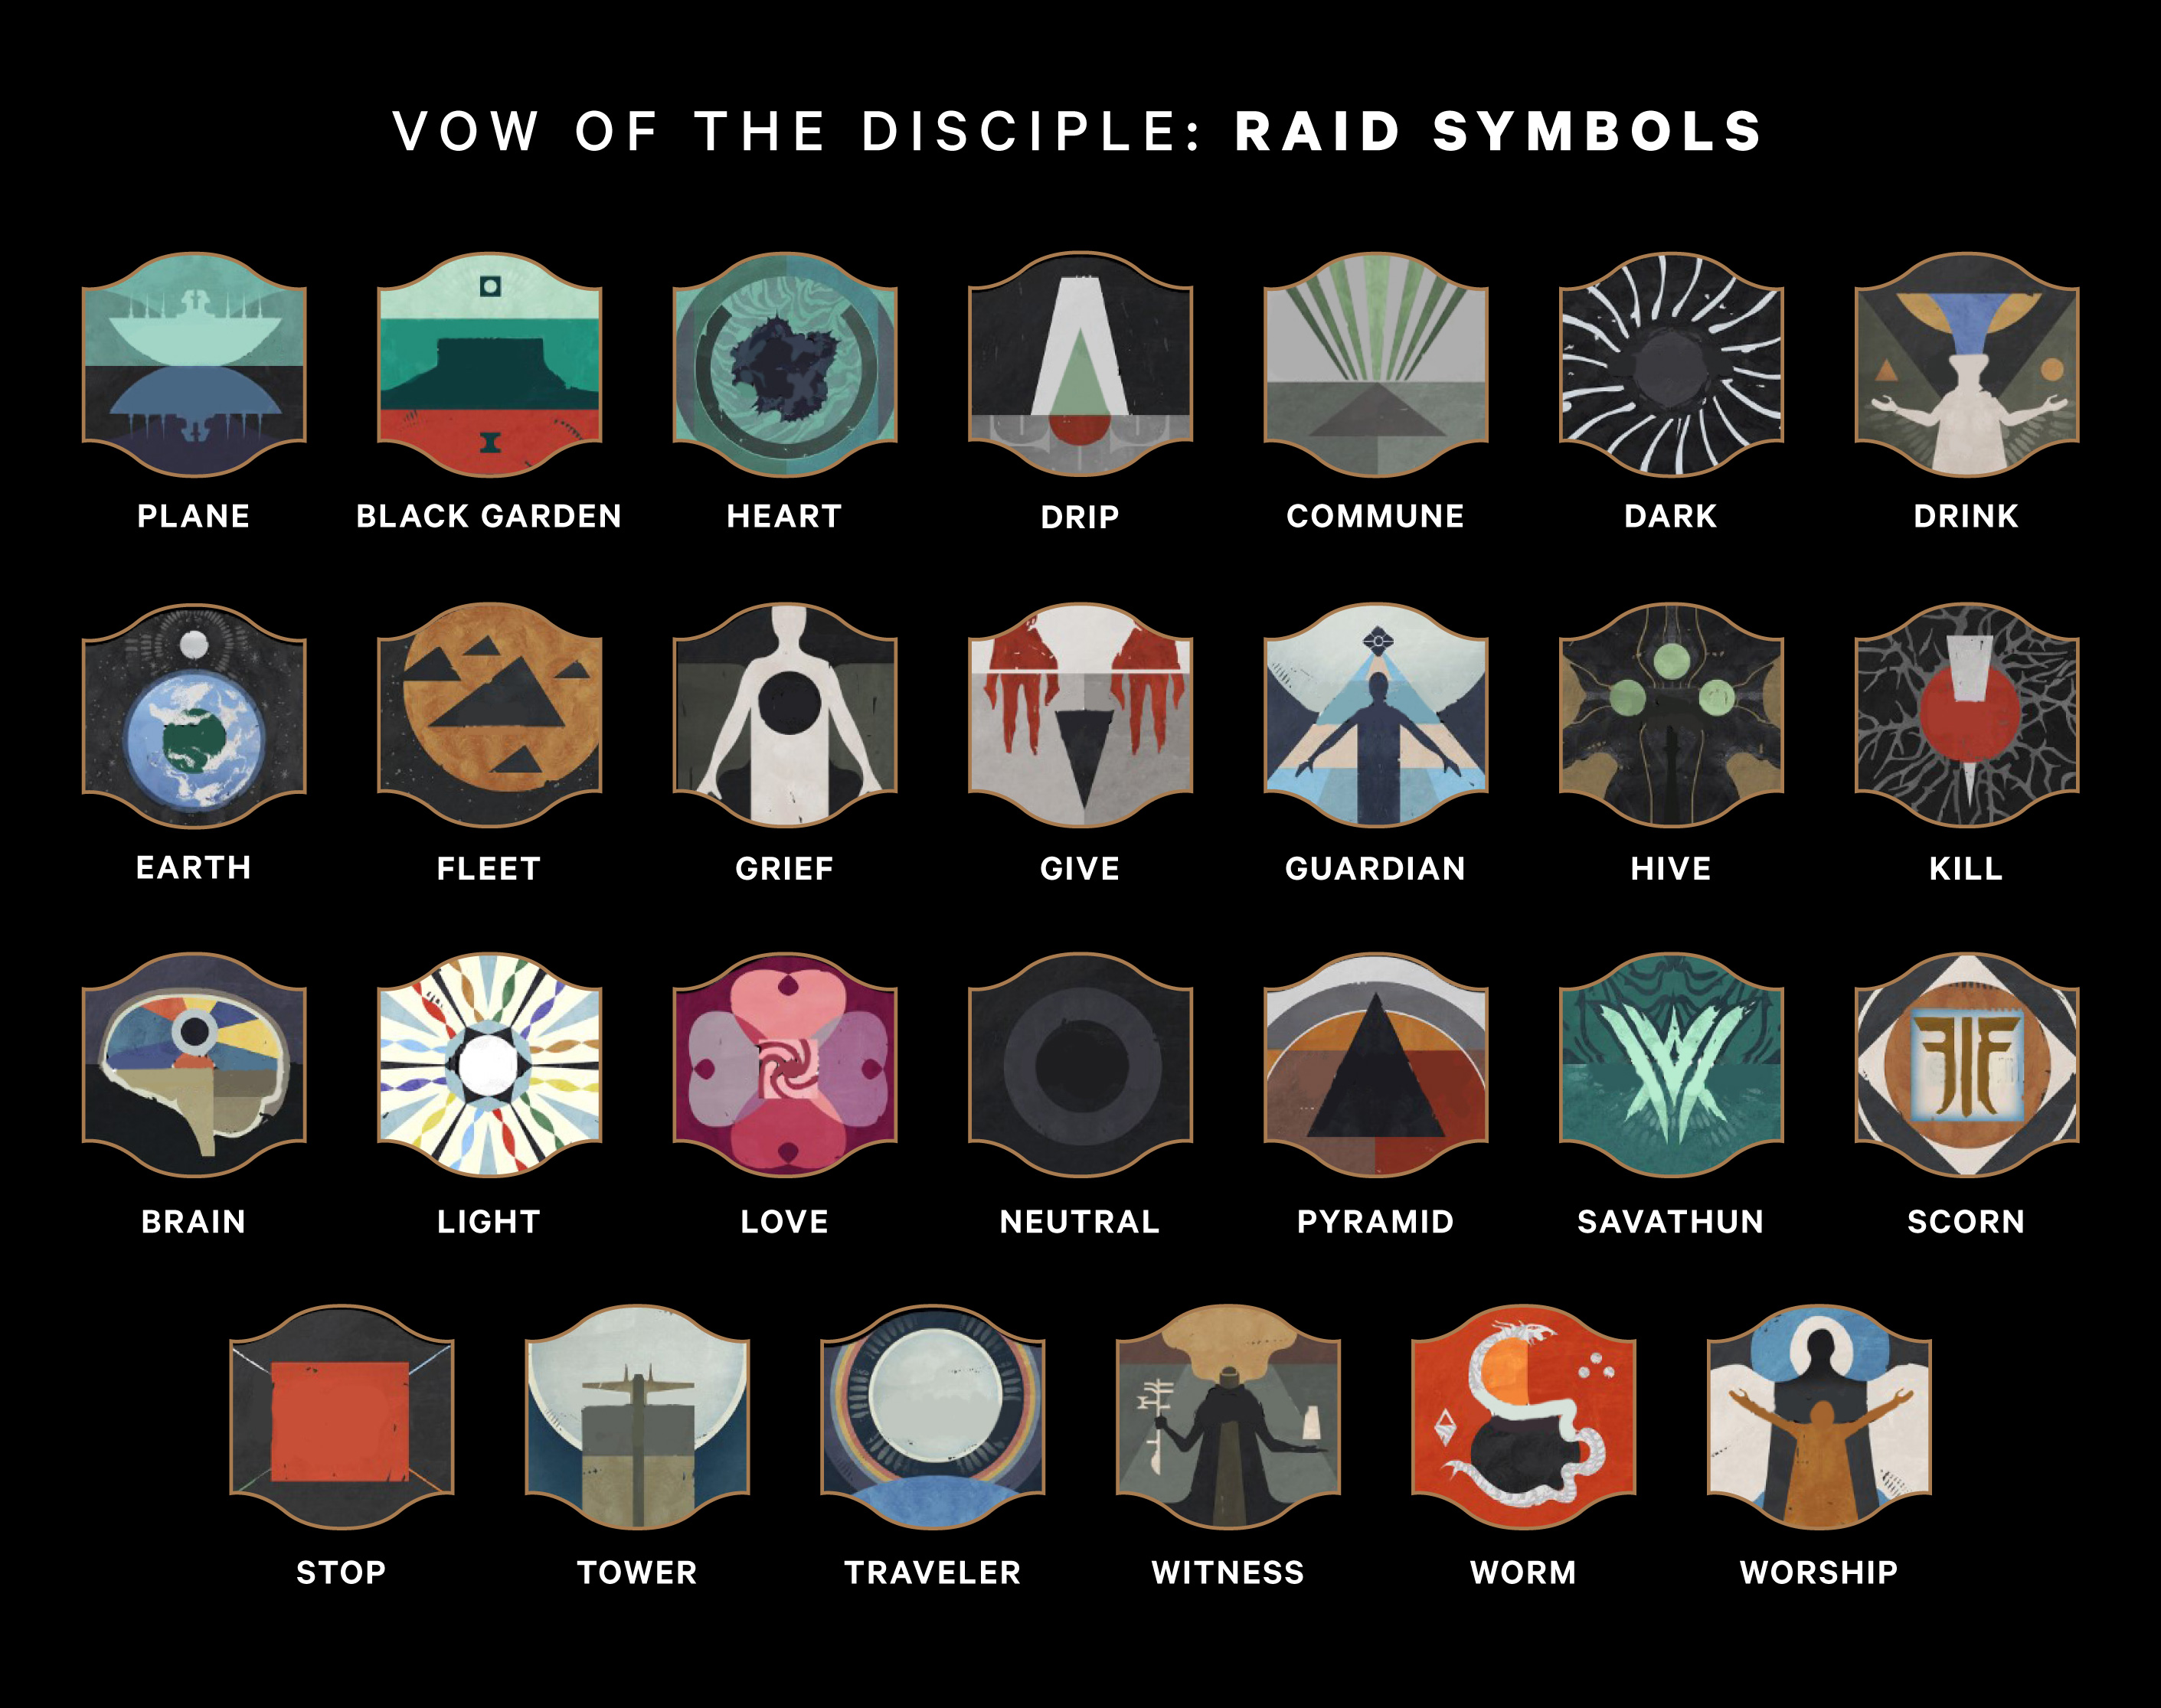 VOW OF THE DISCIPLE: RAID SYMBOLS
PLANE BLACK GARDEN HEART DRIP COMMUNE DARK DRINK
EARTH FLEET GRIEF GIVE GUARDIAN HIVE KILL
BRAIN LIGHT LOVE NEUTRAL PYRAMID SAVATHUN SCORN
STOP TOWER TRAVELER WITNESS WORM WORSHIP